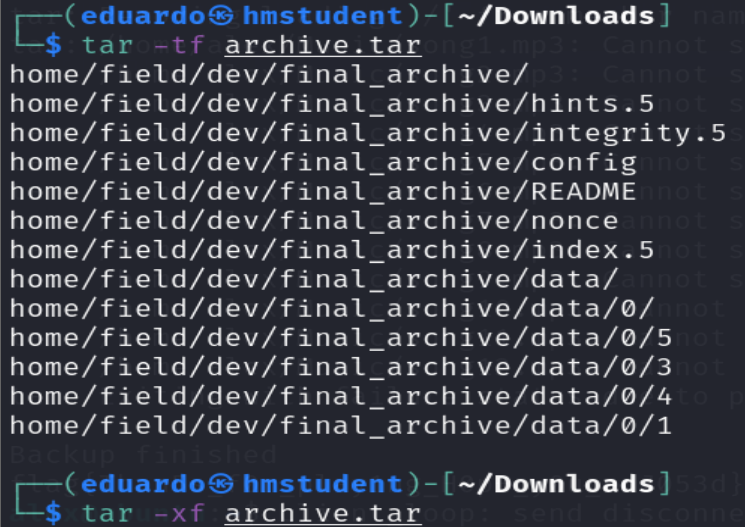 ┌──(eduardo㉿hmstudent)-[~/Downloads]
└─$ tar -tf archive.tar
home/field/dev/final_archive/
home/field/dev/final_archive/hints.5
home/field/dev/final_archive/integrity.5
home/field/dev/final_archive/config
home/field/dev/final_archive/README
home/field/dev/final_archive/nonce
home/field/dev/final_archive/index.5
home/field/dev/final_archive/data/
home/field/dev/final_archive/data/0/
home/field/dev/final_archive/data/0/5
home/field/dev/final_archive/data/0/3
home/field/dev/final_archive/data/0/4
home/field/dev/final_archive/data/0/1
Backup finished
┌──(eduardo㉿hmstudent)-[~/Downloads]
└─$ tar -xf archive.tar